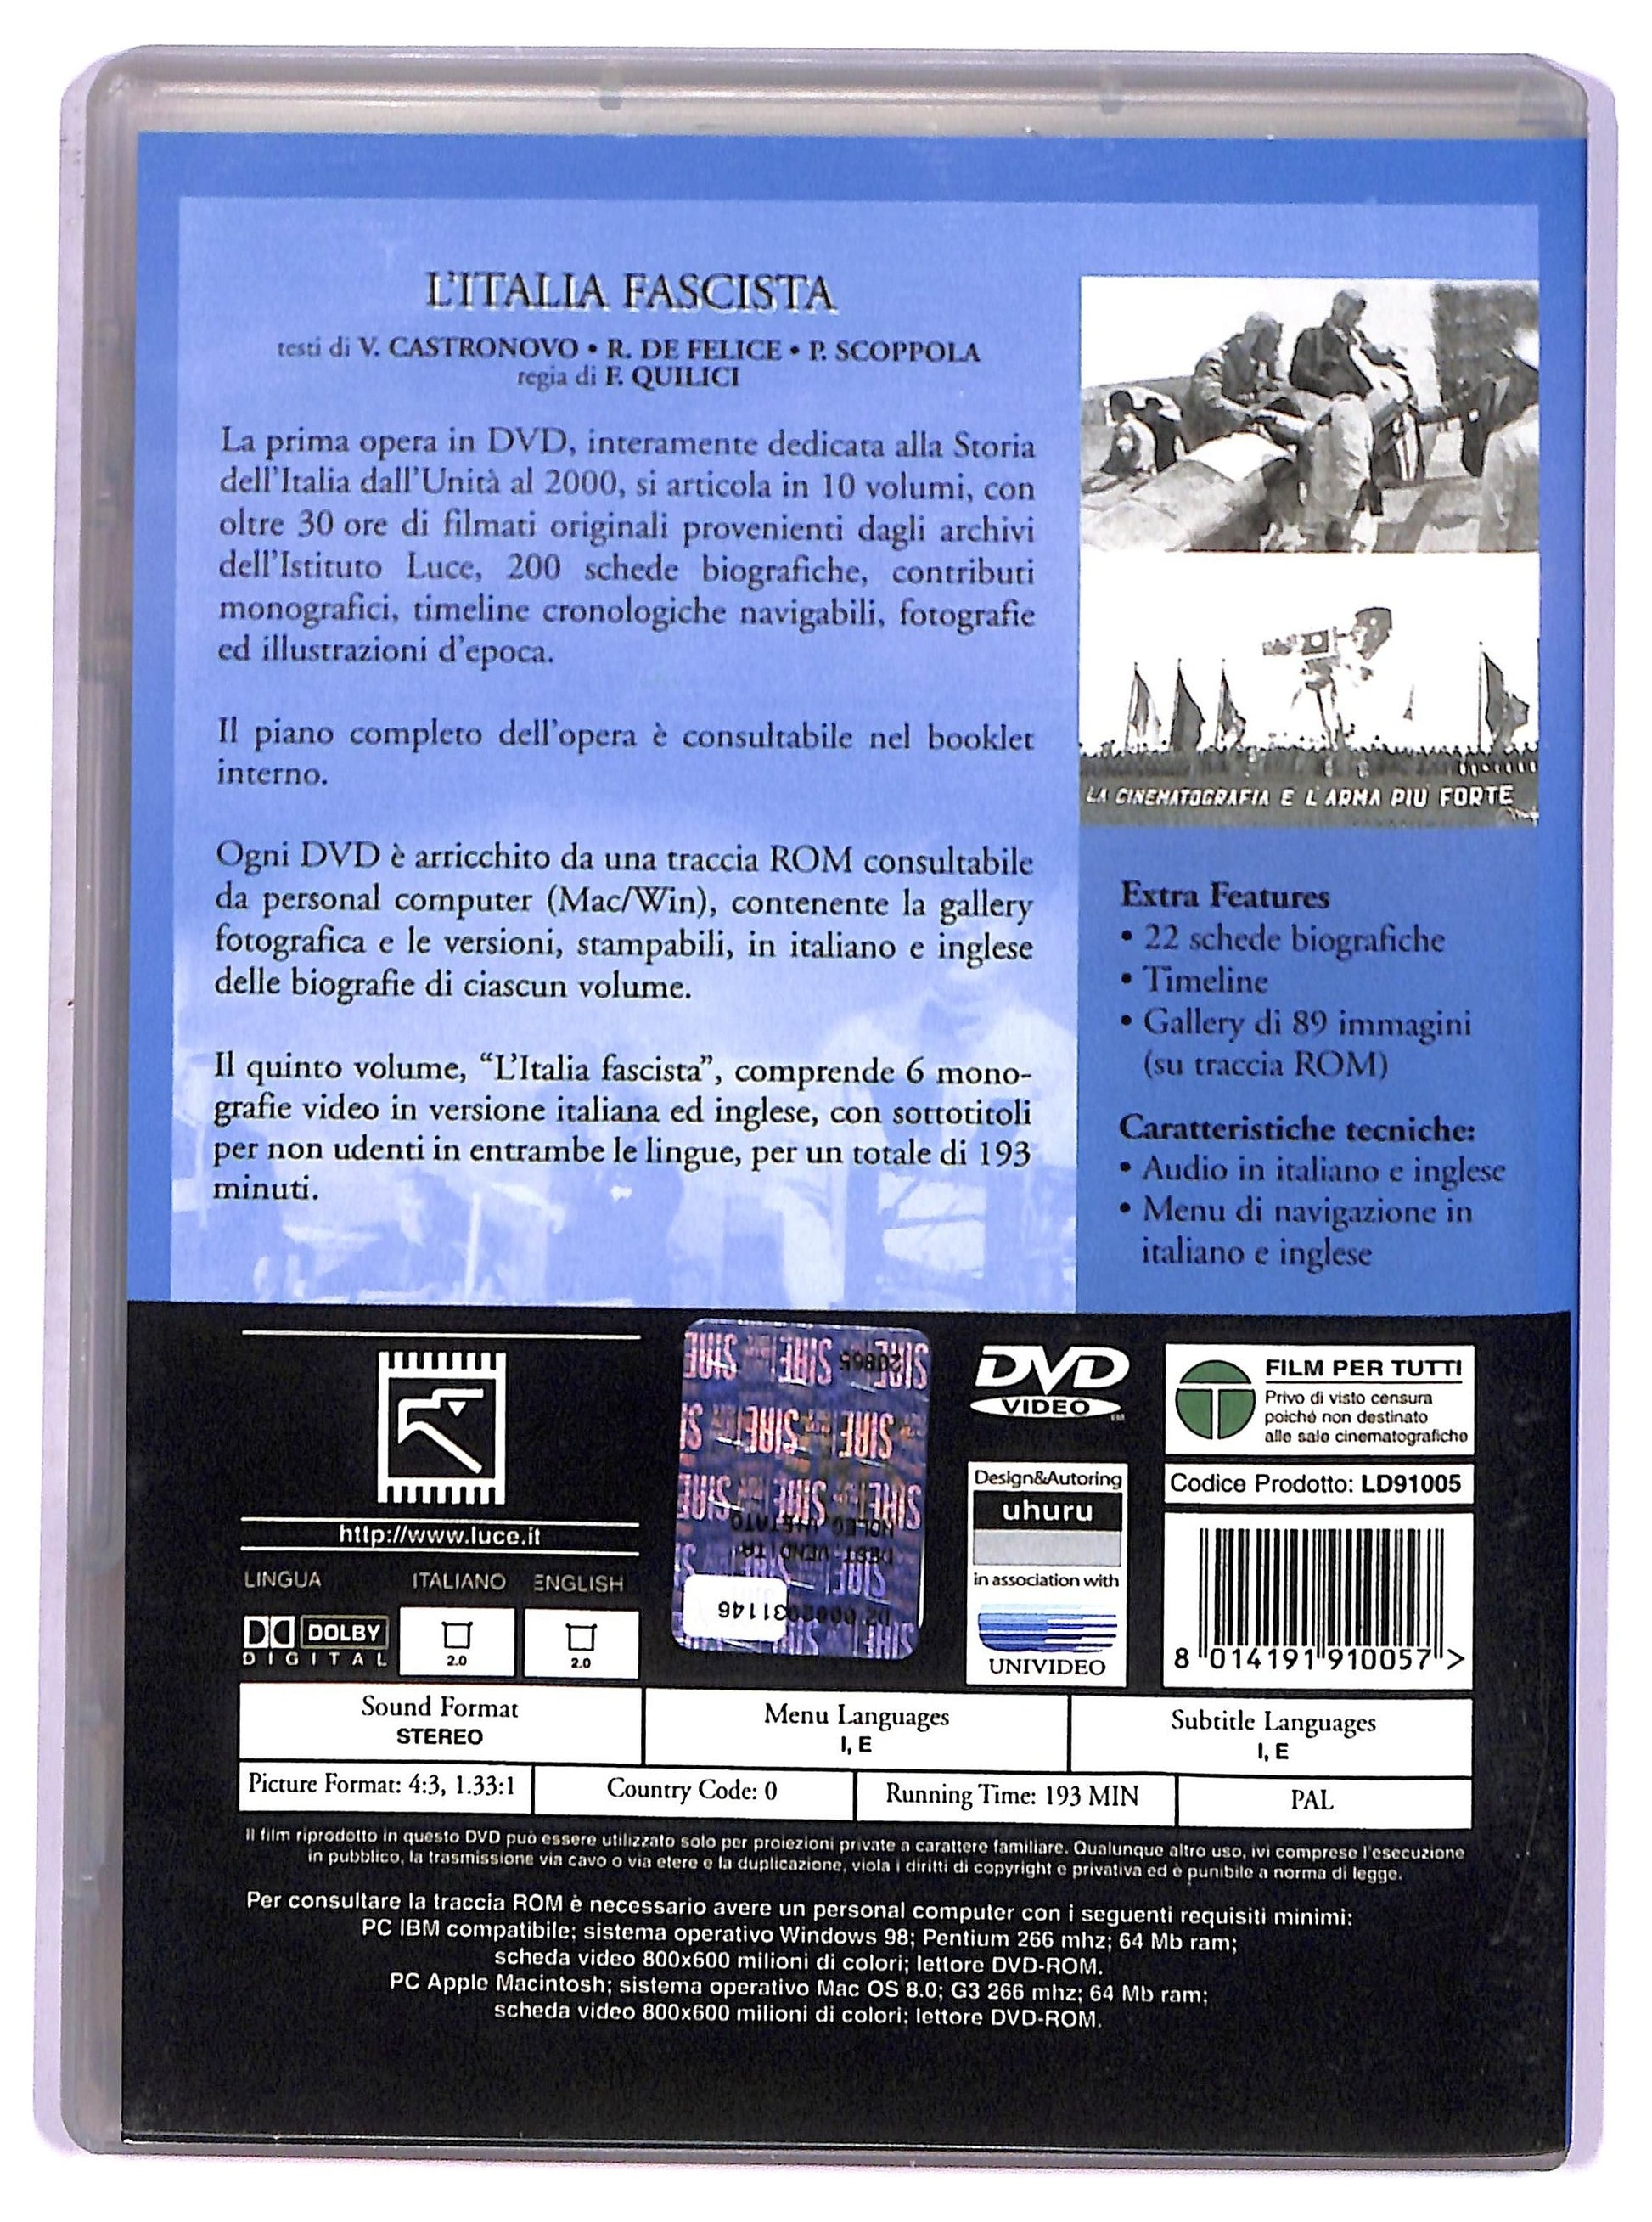 L'ITALIA FASCISTA
testi di V. CASTRONOVO • R. DE FELICE • P. SCOPPOLA
regia di F. QUILICI
La prima opera in DVD, interamente dedicata alla Storia
dell'Italia dall'Unità al 2000, si articola in 10 volumi, con
oltre 30 ore di filmati originali provenienti dagli archivi
dell'Istituto Luce, 200 schede biografiche, contributi
monografici, timeline cronologiche navigabili, fotografie
ed illustrazioni d'epoca.
Il piano completo dell'opera è consultabile nel booklet
interno.
Ogni DVD è arricchito da una traccia ROM consultabile
da personal computer (Mac/Win), contenente la gallery
fotografica e le versioni, stampabili, in italiano e inglese
delle biografie di ciascun volume.
Il quinto volume, “L'Italia fascista”, comprende 6 mono-
grafie video in versione italiana ed inglese, con sottotitoli
per non udenti in entrambe le lingue, per un totale di 193
minuti.
LA CINEMATOGRAFIA E L'ARMA PIU FORTE
Extra Features
• 22 schede biografiche
• Timeline
• Gallery di 89 immagini
(su traccia ROM)
Caratteristiche tecniche:
• Audio in italiano e inglese
• Menu di navigazione in
italiano e inglese
http://www.luce.it
LINGUA ITALIANO ENGLISH
DOLBY
DIGITAL
2.0 2.0
SIRE SIRE SIRE
20865
NOLEG. VIETATO
DEST. VENDITA
DVD
VIDEO
TM
Design&Autoring
uhuru
in association with
UNIVIDEO
FILM PER TUTTI
Privo di visto censura
poiché non destinato
alle sale cinematografiche
Codice Prodotto: LD91005
8 014191 910057 >
Sound Format
STEREO
Menu Languages
I, E
Subtitle Languages
I, E
Picture Format: 4:3, 1.33:1
Country Code: 0
Running Time: 193 MIN
PAL
Il film riprodotto in questo DVD può essere utilizzato solo per proiezioni private a carattere familiare. Qualunque altro uso, ivi comprese l'esecuzione
in pubblico, la trasmissione via cavo o via etere e la duplicazione, viola i diritti di copyright e privativa ed è punibile a norma di legge.
Per consultare la traccia ROM è necessario avere un personal computer con i seguenti requisiti minimi:
PC IBM compatibile; sistema operativo Windows 98; Pentium 266 mhz; 64 Mb ram;
scheda video 800x600 milioni di colori; lettore DVD-ROM.
PC Apple Macintosh; sistema operativo Mac OS 8.0; G3 266 mhz; 64 Mb ram;
scheda video 800x600 milioni di colori; lettore DVD-ROM.